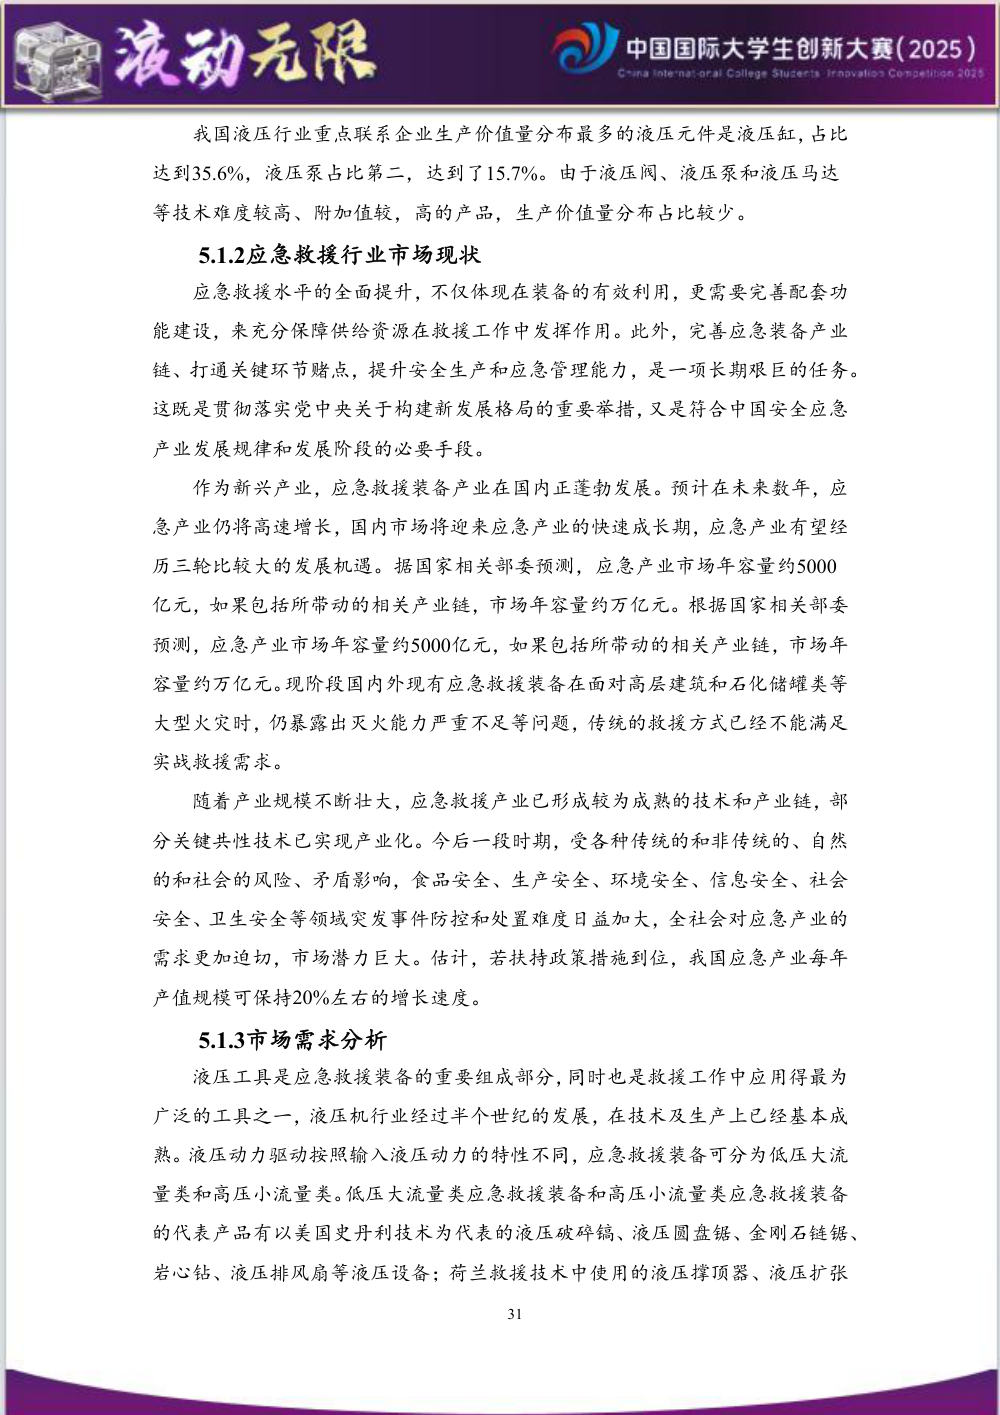 液动无限
中国国际大学生创新大赛(2025)
China International College Students' Innovation Competition 2025
我国液压行业重点联系企业生产价值量分布最多的液压元件是液压缸，占比
达到35.6%，液压泵占比第二，达到了15.7%。由于液压阀、液压泵和液压马达
等技术难度较高、附加值较，高的产品，生产价值量分布占比较少。
5.1.2应急救援行业市场现状
应急救援水平的全面提升，不仅体现在装备的有效利用，更需要完善配套功
能建设，来充分保障供给资源在救援工作中发挥作用。此外，完善应急装备产业
链、打通关键环节赌点，提升安全生产和应急管理能力，是一项长期艰巨的任务。
这既是贯彻落实党中央关于构建新发展格局的重要举措，又是符合中国安全应急
产业发展规律和发展阶段的必要手段。
作为新兴产业，应急救援装备产业在国内正蓬勃发展。预计在未来数年，应
急产业仍将高速增长，国内市场将迎来应急产业的快速成长期，应急产业有望经
历三轮比较大的发展机遇。据国家相关部委预测，应急产业市场年容量约5000
亿元，如果包括所带动的相关产业链，市场年容量约万亿元。根据国家相关部委
预测，应急产业市场年容量约5000亿元，如果包括所带动的相关产业链，市场年
容量约万亿元。现阶段国内外现有应急救援装备在面对高层建筑和石化储罐类等
大型火灾时，仍暴露出灭火能力严重不足等问题，传统的救援方式已经不能满足
实战救援需求。
随着产业规模不断壮大，应急救援产业已形成较为成熟的技术和产业链，部
分关键共性技术已实现产业化。今后一段时期，受各种传统的和非传统的、自然
的和社会的风险、矛盾影响，食品安全、生产安全、环境安全、信息安全、社会
安全、卫生安全等领域突发事件防控和处置难度日益加大，全社会对应急产业的
需求更加迫切，市场潜力巨大。估计，若扶持政策措施到位，我国应急产业每年
产值规模可保持20%左右的增长速度。
5.1.3市场需求分析
液压工具是应急救援装备的重要组成部分，同时也是救援工作中应用得最为
广泛的工具之一，液压机行业经过半个世纪的发展，在技术及生产上已经基本成
熟。液压动力驱动按照输入液压动力的特性不同，应急救援装备可分为低压大流
量类和高压小流量类。低压大流量类应急救援装备和高压小流量类应急救援装备
的代表产品有以美国史丹利技术为代表的液压破碎镐、液压圆盘锯、金刚石链锯、
岩心钻、液压排风扇等液压设备；荷兰救援技术中使用的液压撑顶器、液压扩张
31